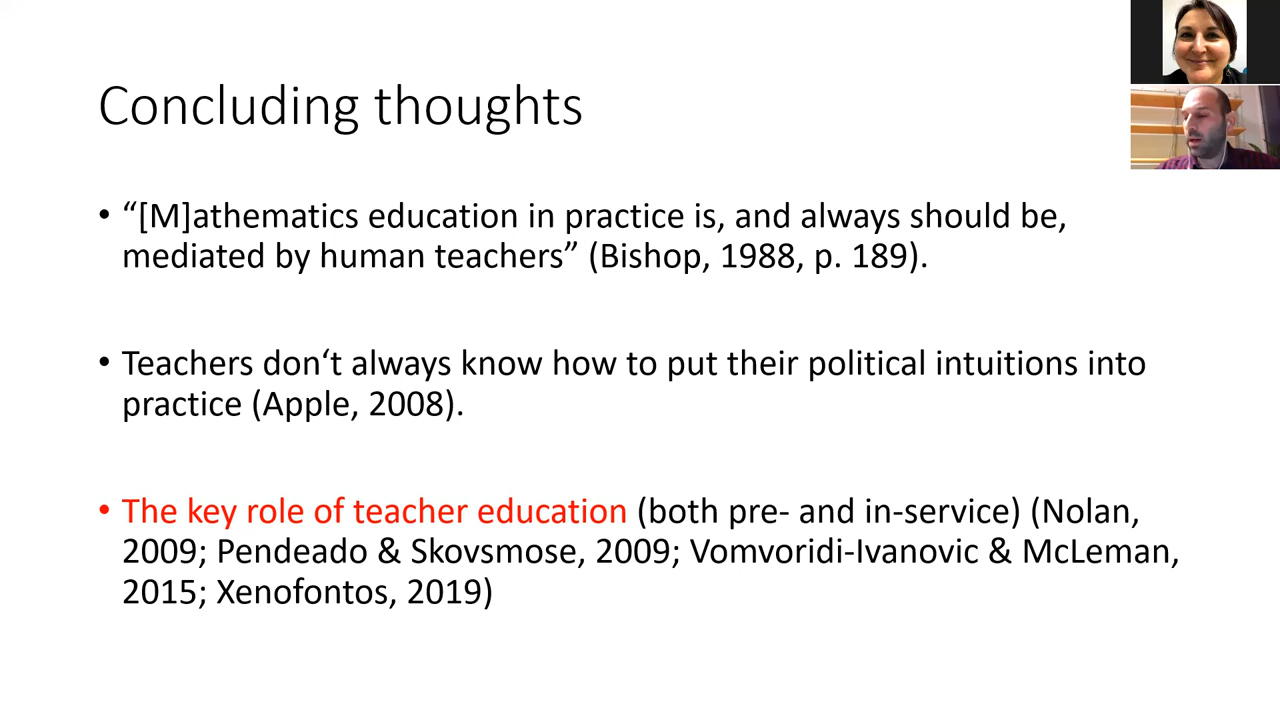 Concluding thoughts
• “[M]athematics education in practice is, and always should be,
mediated by human teachers” (Bishop, 1988, p. 189).
• Teachers don‘t always know how to put their political intuitions into
practice (Apple, 2008).
• The key role of teacher education (both pre- and in-service) (Nolan,
2009; Pendeado & Skovsmose, 2009; Vomvoridi-Ivanovic & McLeman,
2015; Xenofontos, 2019)